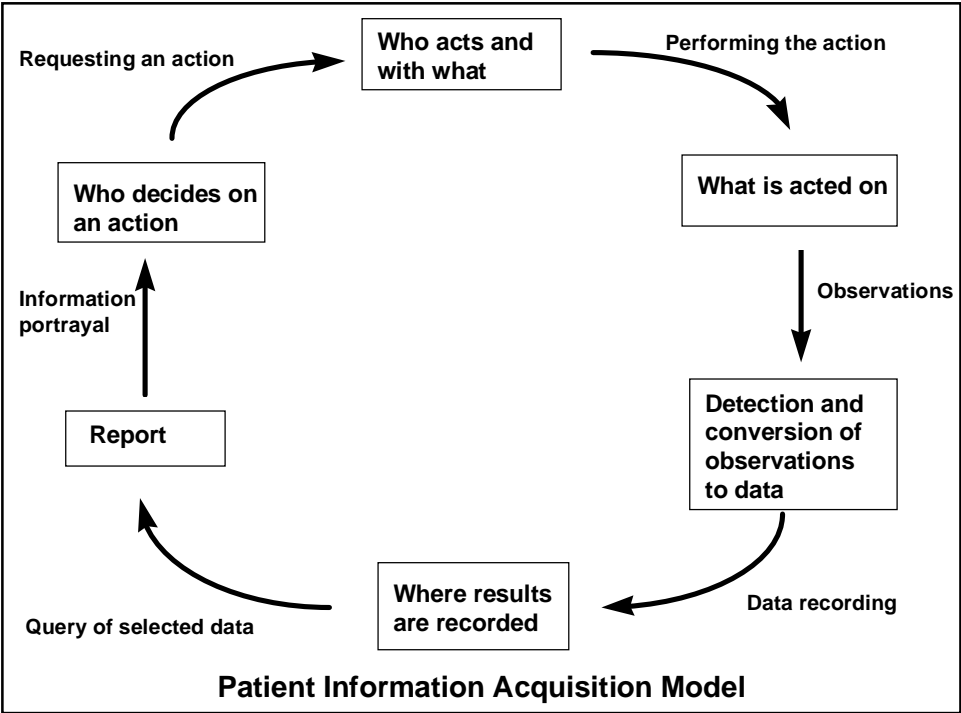 Requesting an action
Who acts and
with what
Performing the action
What is acted on
Observations
Detection and
conversion of
observations
to data
Data recording
Where results
are recorded
Query of selected data
Report
Information
portrayal
Who decides on
an action
Patient Information Acquisition Model